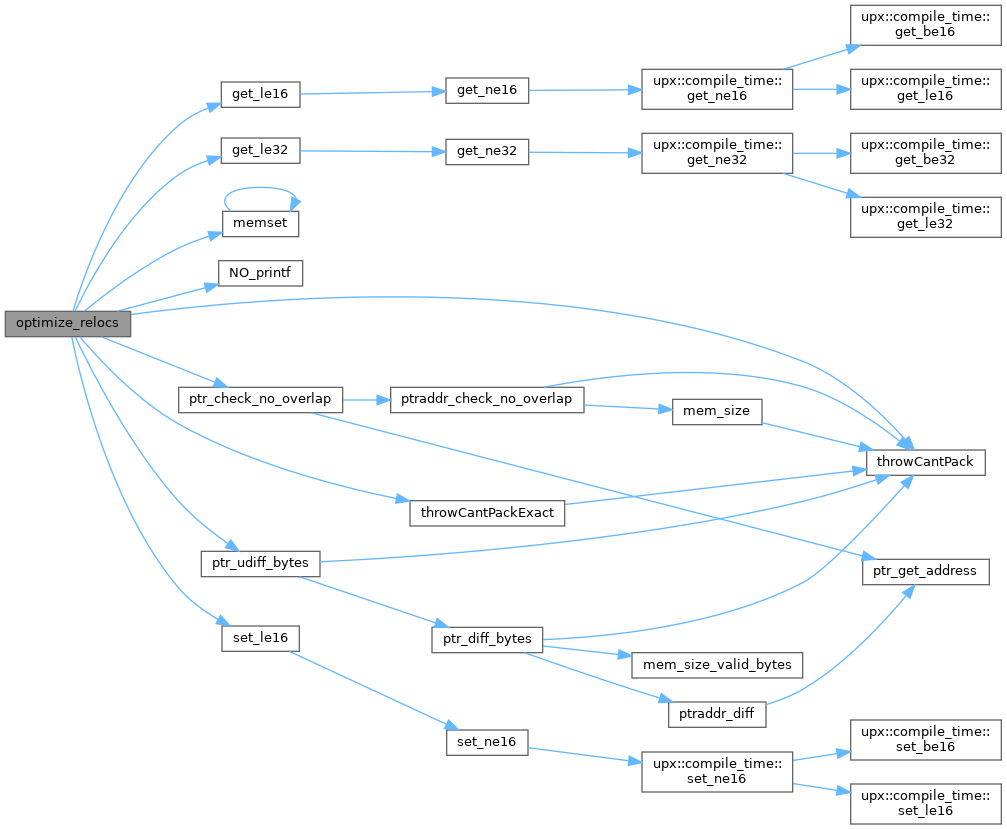 upx::compile_time::
get_be16
get_le16
get_ne16
upx::compile_time::
get_ne16
upx::compile_time::
get_le16
get_le32
get_ne32
upx::compile_time::
get_ne32
upx::compile_time::
get_be32
upx::compile_time::
get_le32
memset
NO_printf
optimize_relocs
ptr_check_no_overlap
ptraddr_check_no_overlap
mem_size
throwCantPack
throwCantPackExact
ptr_udiff_bytes
ptr_get_address
set_le16
ptr_diff_bytes
mem_size_valid_bytes
ptraddr_diff
set_ne16
upx::compile_time::
set_ne16
upx::compile_time::
set_be16
upx::compile_time::
set_le16